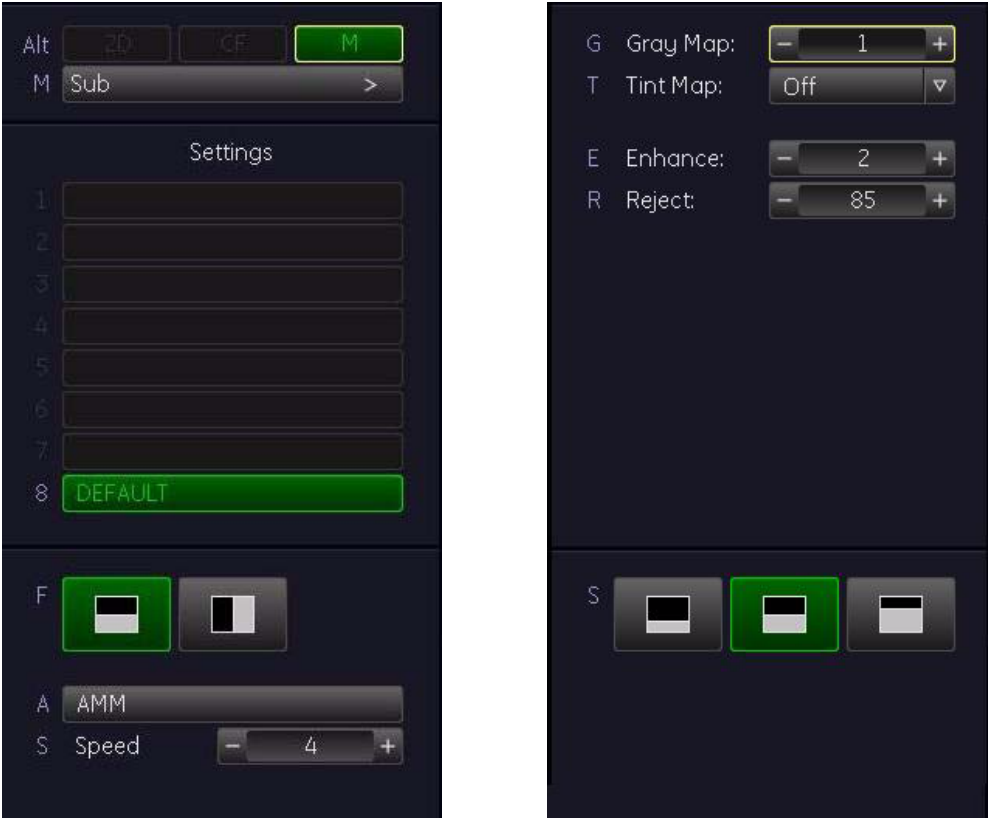 Alt 2D CF M
M Sub >
Settings
1
2
3
4
5
6
7
8 DEFAULT
F
A AMM
S Speed - 4 +
G Gray Map: - 1 +
T Tint Map: Off
E Enhance: - 2 +
R Reject: - 85 +
S